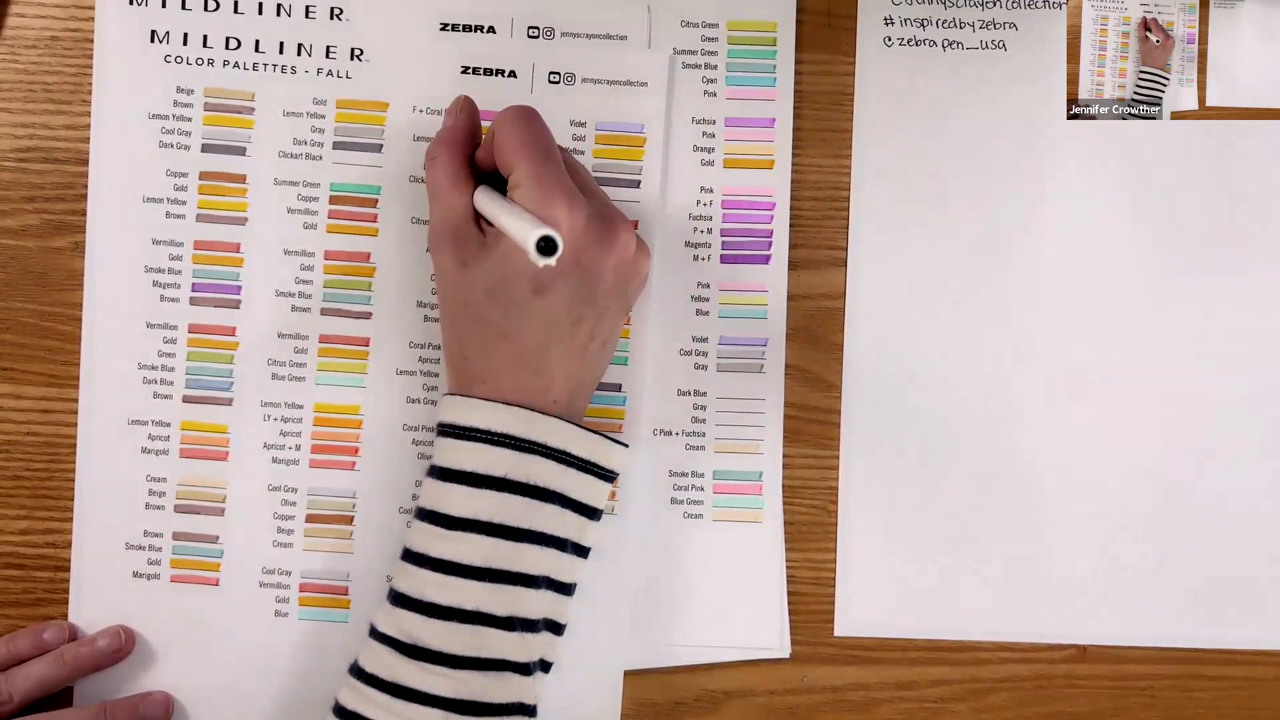 MILDLINER™
ZEBRA
jennyscrayoncollection
MILDLINER™
COLOR PALETTES - FALL
ZEBRA
jennyscrayoncollection
Beige
Brown
Lemon Yellow
Cool Gray
Dark Gray
Copper
Gold
Lemon Yellow
Brown
Vermillion
Gold
Smoke Blue
Magenta
Brown
Vermillion
Gold
Green
Smoke Blue
Dark Blue
Brown
Lemon Yellow
Apricot
Marigold
Cream
Beige
Brown
Brown
Smoke Blue
Gold
Marigold
Gold
Lemon Yellow
Gray
Dark Gray
Clickart Black
Summer Green
Copper
Vermillion
Gold
Vermillion
Gold
Green
Smoke Blue
Brown
Vermillion
Gold
Citrus Green
Blue Green
Lemon Yellow
LY + Apricot
Apricot
Apricot + M
Marigold
Cool Gray
Olive
Copper
Beige
Cream
Cool Gray
Vermillion
Gold
Blue
F + Coral
Coral Pink
Apricot
Lemon Yellow
Cyan
Dark Gray
Coral Pink
Violet
Gold
Yellow
Citrus Green
Green
Summer Green
Smoke Blue
Cyan
Pink
Fuchsia
Pink
Orange
Gold
Pink
P + F
Fuchsia
P + M
Magenta
M + F
Pink
Yellow
Blue
Violet
Cool Gray
Gray
Dark Blue
Gray
Olive
C Pink + Fuchsia
Cream
Smoke Blue
Coral Pink
Blue Green
Cream
#inspiredbyzebra
@zebrapen_usa
Jennifer Crowther